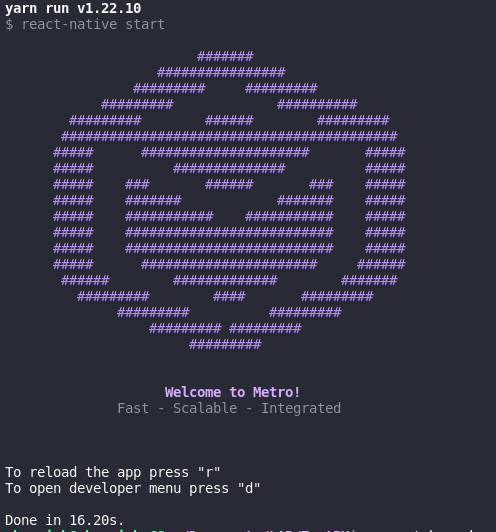 yarn run v1.22.10
$ react-native start
#######
################
#########     #########
#########             ##########
#########        ######        #########
##########################################
#####      #####################       #####
#####          ##############          #####
#####    ###       ######       ###    #####
#####    #######            #######    #####
#####    ###########    ###########    #####
#####    ##########################    #####
#####    ##########################    #####
#####      ######################     ######
######        #############        #######
#########        ####       #########
#########          #########
######### #########
#########
Welcome to Metro!
Fast - Scalable - Integrated
To reload the app press "r"
To open developer menu press "d"
Done in 16.20s.